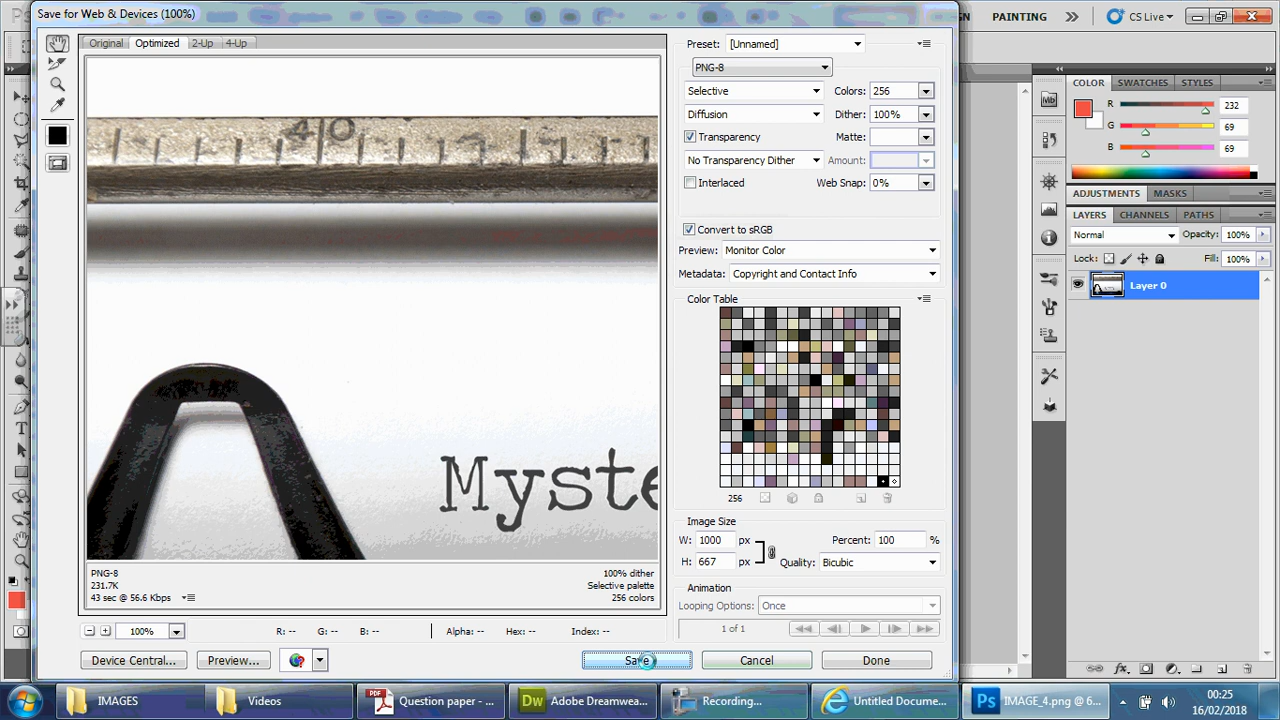 Save for Web & Devices (100%)
PAINTING
CS Live
Original Optimized 2-Up 4-Up
Preset: [Unnamed]
PNG-8
Selective Colors: 256
Diffusion Dither: 100%
Transparency Matte:
No Transparency Dither Amount:
Interlaced Web Snap: 0%
Convert to sRGB
Preview: Monitor Color
Metadata: Copyright and Contact Info
Color Table
256
Image Size
W: 1000 px Percent: 100 %
H: 667 px Quality: Bicubic
Animation
Looping Options: Once
1 of 1
410
Myste
PNG-8 100% dither
231.7K Selective palette
43 sec @ 56.6 Kbps 256 colors
100% R: -- G: -- B: -- Alpha: -- Hex: -- Index: --
Device Central... Preview... Save Cancel Done
COLOR SWATCHES STYLES
R 232
G 69
B 69
ADJUSTMENTS MASKS
LAYERS CHANNELS PATHS
Normal Opacity: 100%
Lock: Fill: 100%
Layer 0
IMAGES Videos Question paper - ... Adobe Dreamwea... Recording... Untitled Docume... IMAGE_4.png @ 6... 00:25
16/02/2018